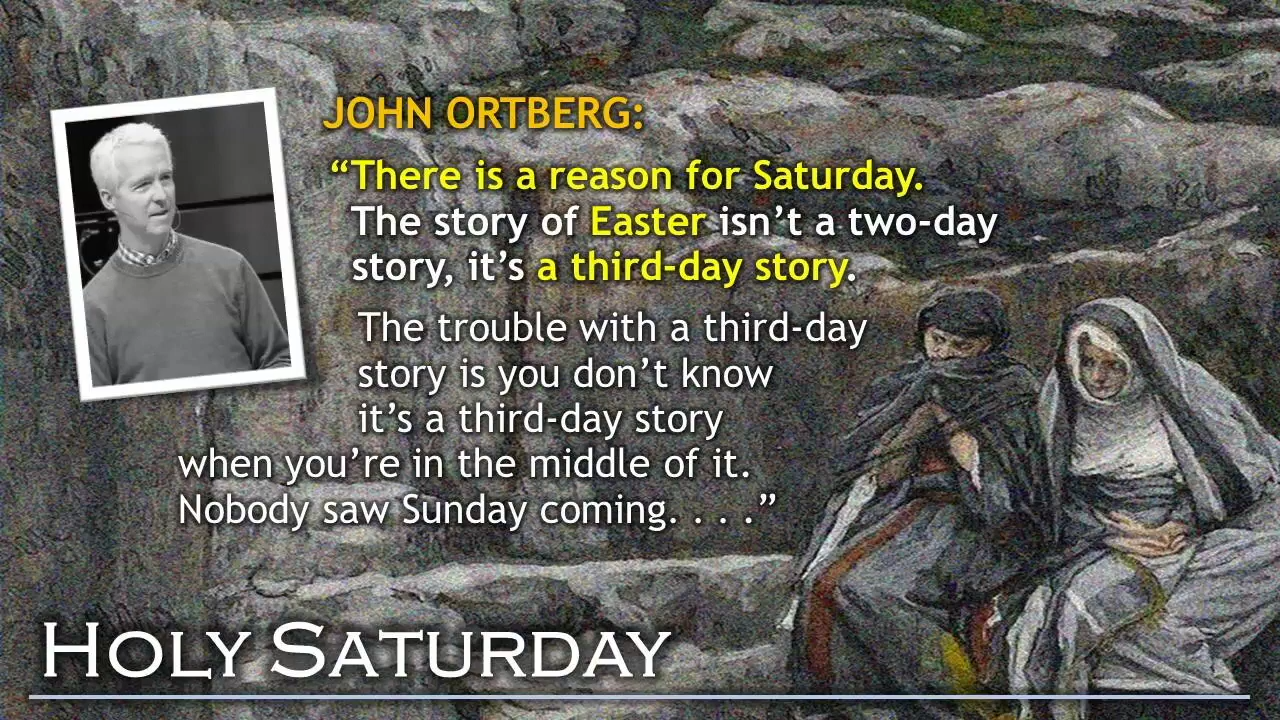 JOHN ORTBERG:
“There is a reason for Saturday.
The story of Easter isn’t a two-day
story, it’s a third-day story.
The trouble with a third-day
story is you don’t know
it’s a third-day story
when you’re in the middle of it.
Nobody saw Sunday coming. . . .”
HOLY SATURDAY